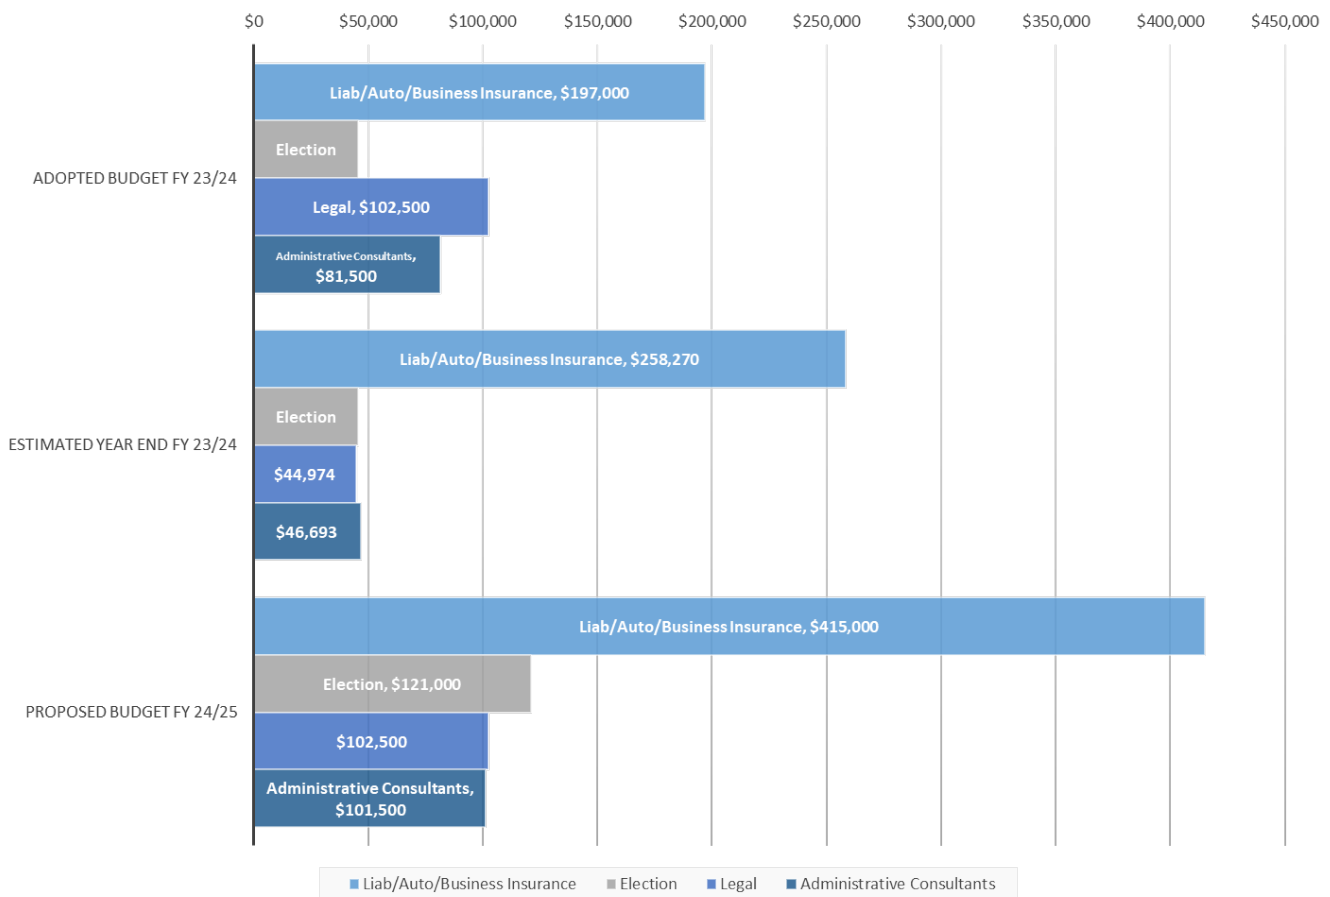 $0 $50,000 $100,000 $150,000 $200,000 $250,000 $300,000 $350,000 $400,000 $450,000
ADOPTED BUDGET FY 23/24
Liab/Auto/Business Insurance, $197,000
Election
Legal, $102,500
Administrative Consultants,
$81,500
ESTIMATED YEAR END FY 23/24
Liab/Auto/Business Insurance, $258,270
Election
$44,974
$46,693
PROPOSED BUDGET FY 24/25
Liab/Auto/Business Insurance, $415,000
Election, $121,000
$102,500
Administrative Consultants,
$101,500
Liab/Auto/Business Insurance Election Legal Administrative Consultants